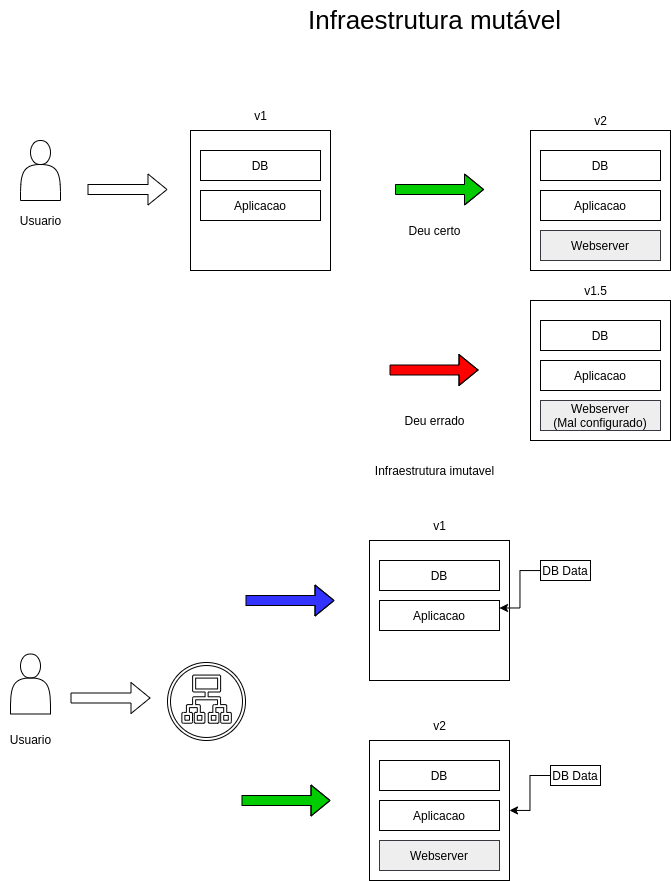 Infraestrutura mutável
v1
DB
Aplicacao
Usuario
Deu certo
v2
DB
Aplicacao
Webserver
v1.5
DB
Aplicacao
Webserver
(Mal configurado)
Deu errado
Infraestrutura imutavel
v1
DB
Aplicacao
DB Data
Usuario
v2
DB
Aplicacao
Webserver
DB Data